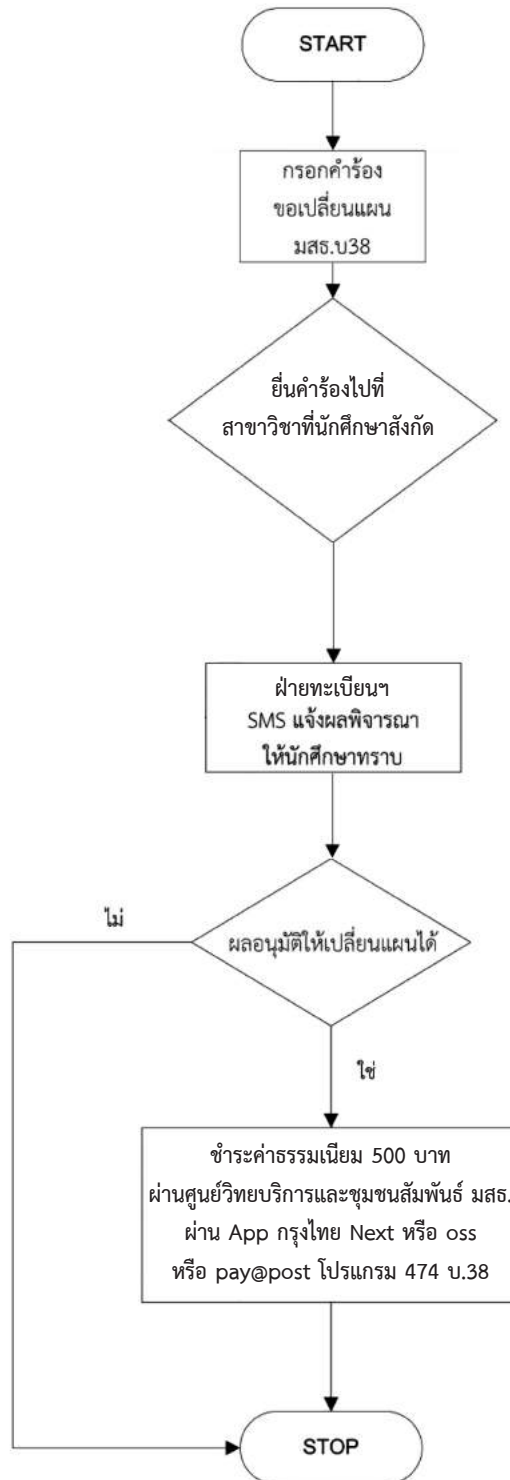 START
กรอกคำร้อง
ขอเปลี่ยนแผน
มสธ.บ38
ยื่นคำร้องไปที่
สาขาวิชาที่นักศึกษาสังกัด
ฝ่ายทะเบียนฯ
SMS แจ้งผลพิจารณา
ให้นักศึกษาทราบ
ไม่
ผลอนุมัติให้เปลี่ยนแผนได้
ใช่
ชำระค่าธรรมเนียม 500 บาท
ผ่านศูนย์วิทยบริการและชุมชนสัมพันธ์ มสธ.
ผ่าน App กรุงไทย Next หรือ oss
หรือ pay@post โปรแกรม 474 บ.38
STOP